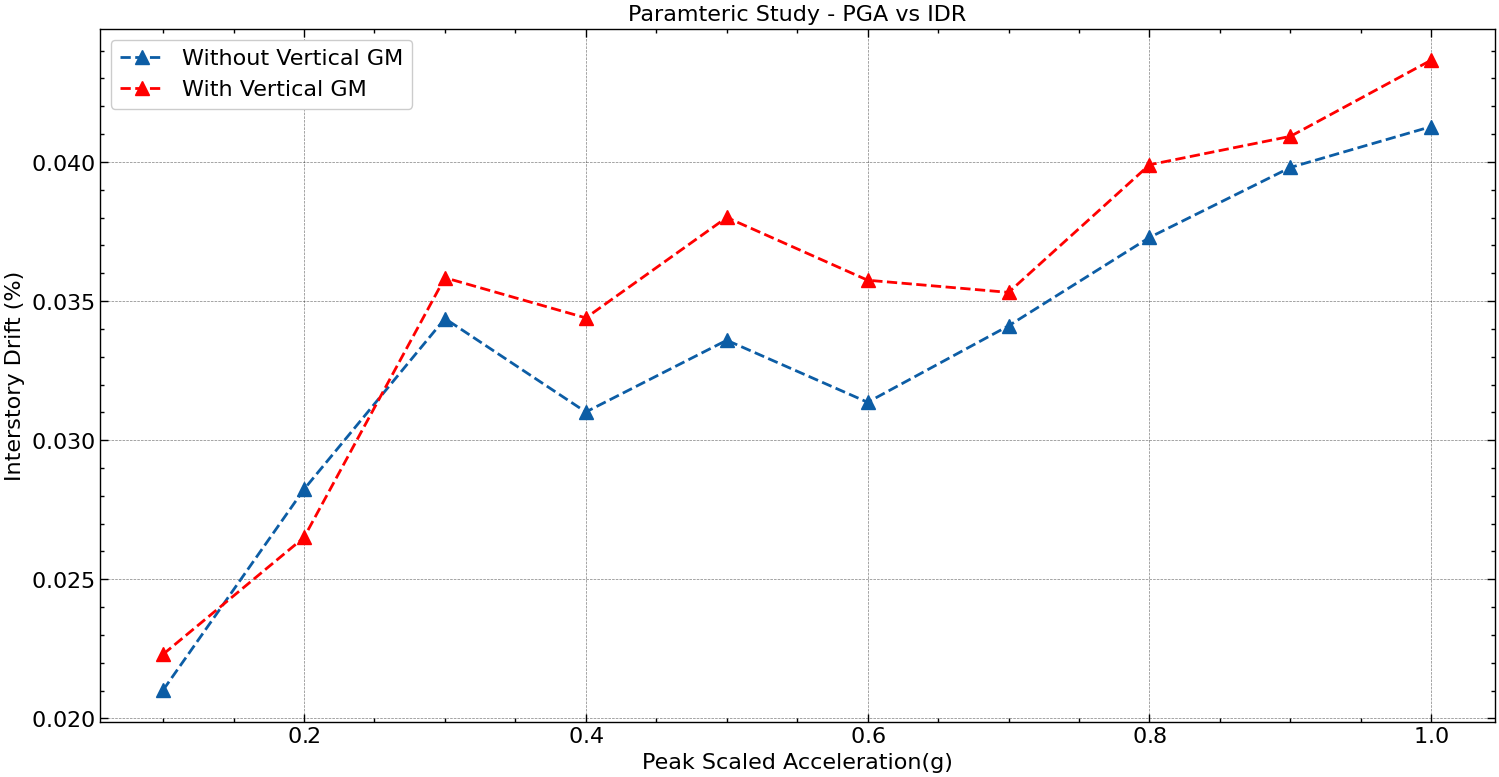 Paramteric Study - PGA vs IDR
Without Vertical GM
With Vertical GM
Interstory Drift (%)
0.040
0.035
0.030
0.025
0.020
0.2 0.4 0.6 0.8 1.0
Peak Scaled Acceleration(g)